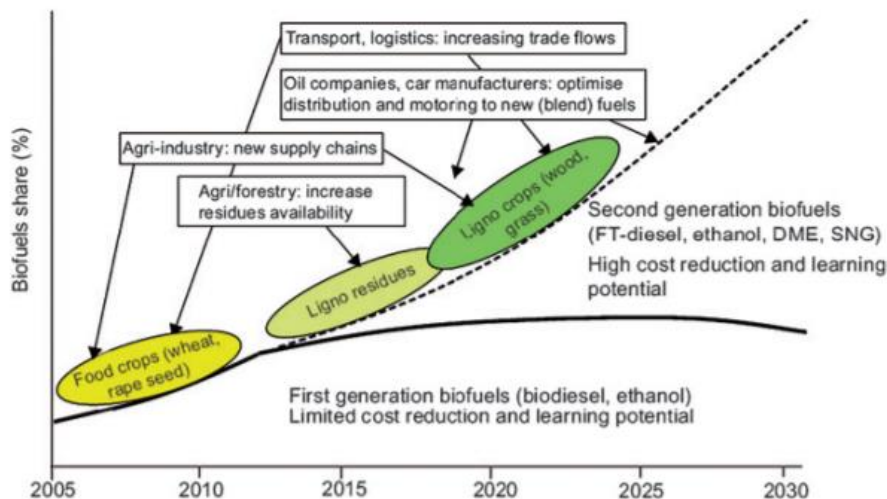 Transport, logistics: increasing trade flows
Oil companies, car manufacturers: optimise
distribution and motoring to new (blend) fuels
Agri-industry: new supply chains
Agri/forestry: increase
residues availability
Ligno crops (wood,
grass)
Ligno residues
Food crops (wheat,
rape seed)
Second generation biofuels
(FT-diesel, ethanol, DME, SNG)
High cost reduction and learning
potential
First generation biofuels (biodiesel, ethanol)
Limited cost reduction and learning potential
Biofuels share (%)
2005 2010 2015 2020 2025 2030